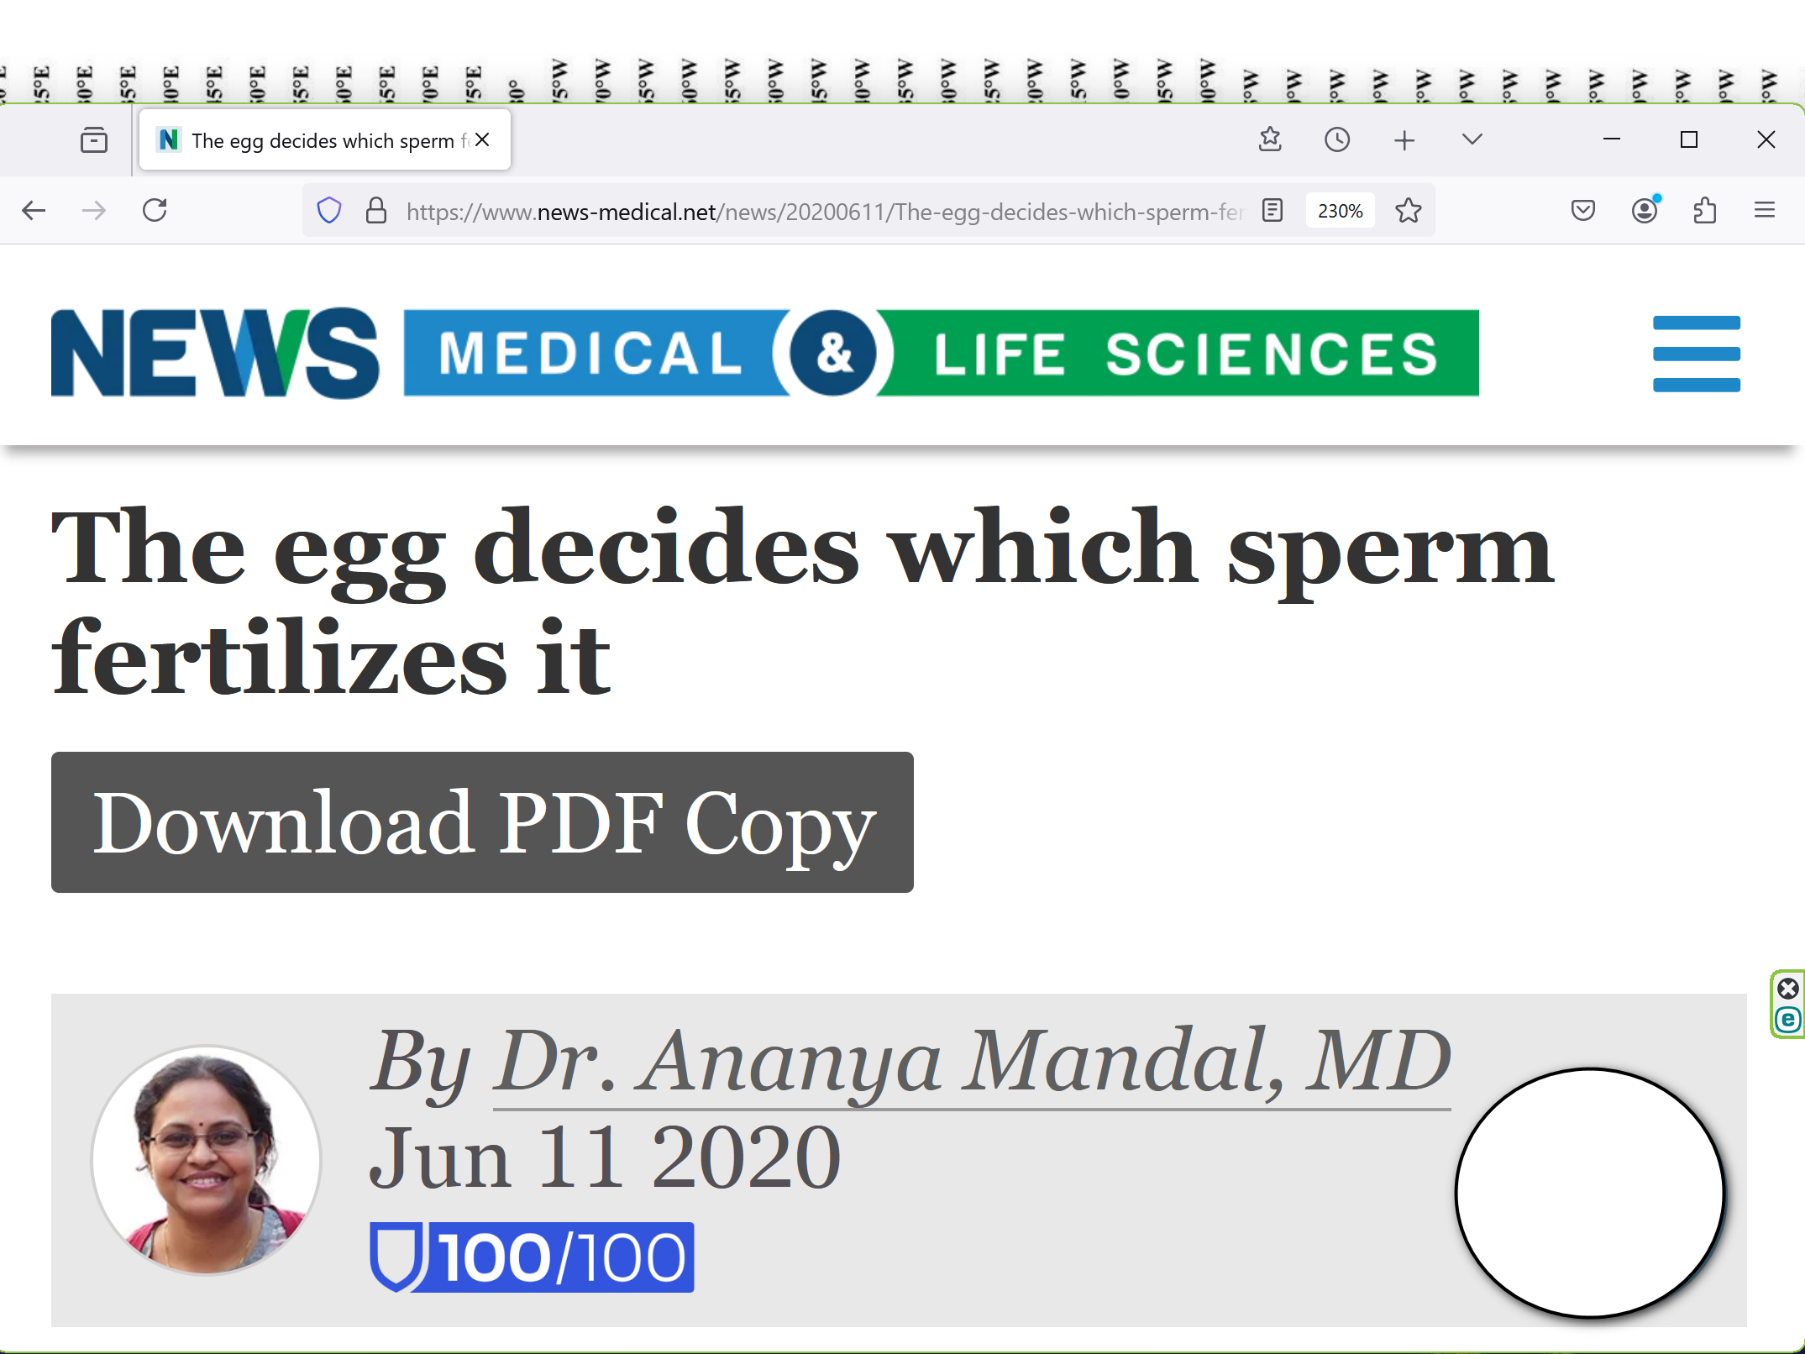 The egg decides which sperm f
https://www.news-medical.net/news/20200611/The-egg-decides-which-sperm-fer
230%
NEWS MEDICAL & LIFE SCIENCES
The egg decides which sperm
fertilizes it
Download PDF Copy
By Dr. Ananya Mandal, MD
Jun 11 2020
100/100